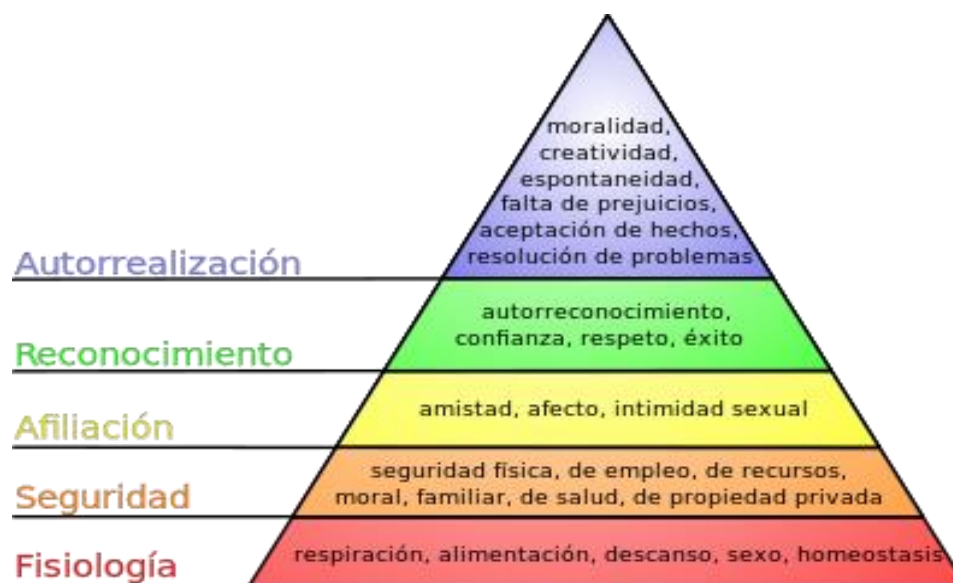 moralidad,
creatividad,
espontaneidad,
falta de prejuicios,
aceptación de hechos,
resolución de problemas
Autorrealización
autorreconocimiento,
confianza, respeto, éxito
Reconocimiento
amistad, afecto, intimidad sexual
Afiliación
seguridad física, de empleo, de recursos,
moral, familiar, de salud, de propiedad privada
Seguridad
respiración, alimentación, descanso, sexo, homeostasis
Fisiología